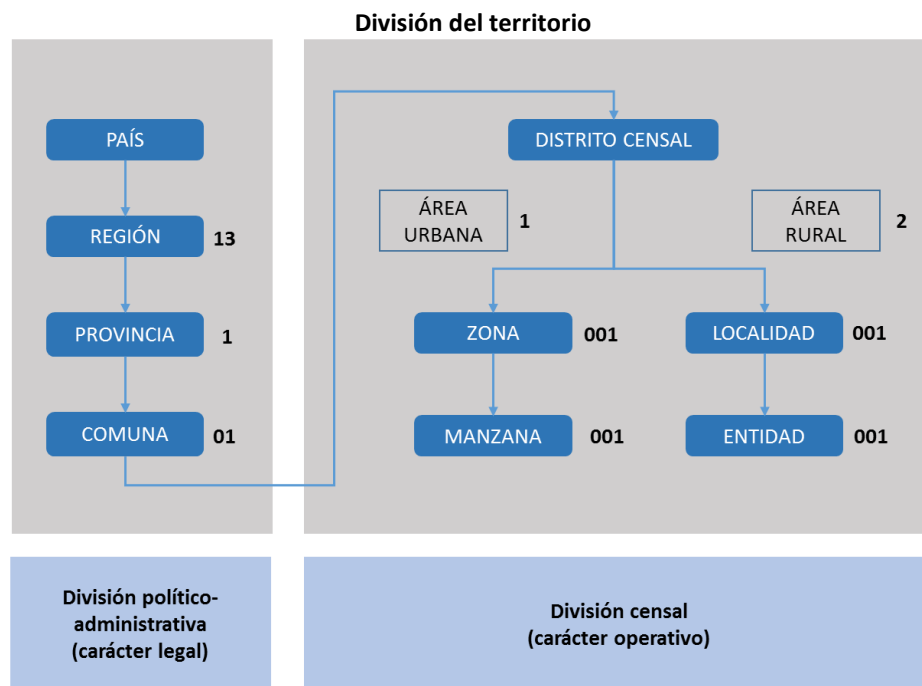 División del territorio
PAÍS
REGIÓN 13
PROVINCIA 1
COMUNA 01
DISTRITO CENSAL
ÁREA
URBANA 1
ÁREA
RURAL 2
ZONA 001
LOCALIDAD 001
MANZANA 001
ENTIDAD 001
División político-
administrativa
(carácter legal)
División censal
(carácter operativo)